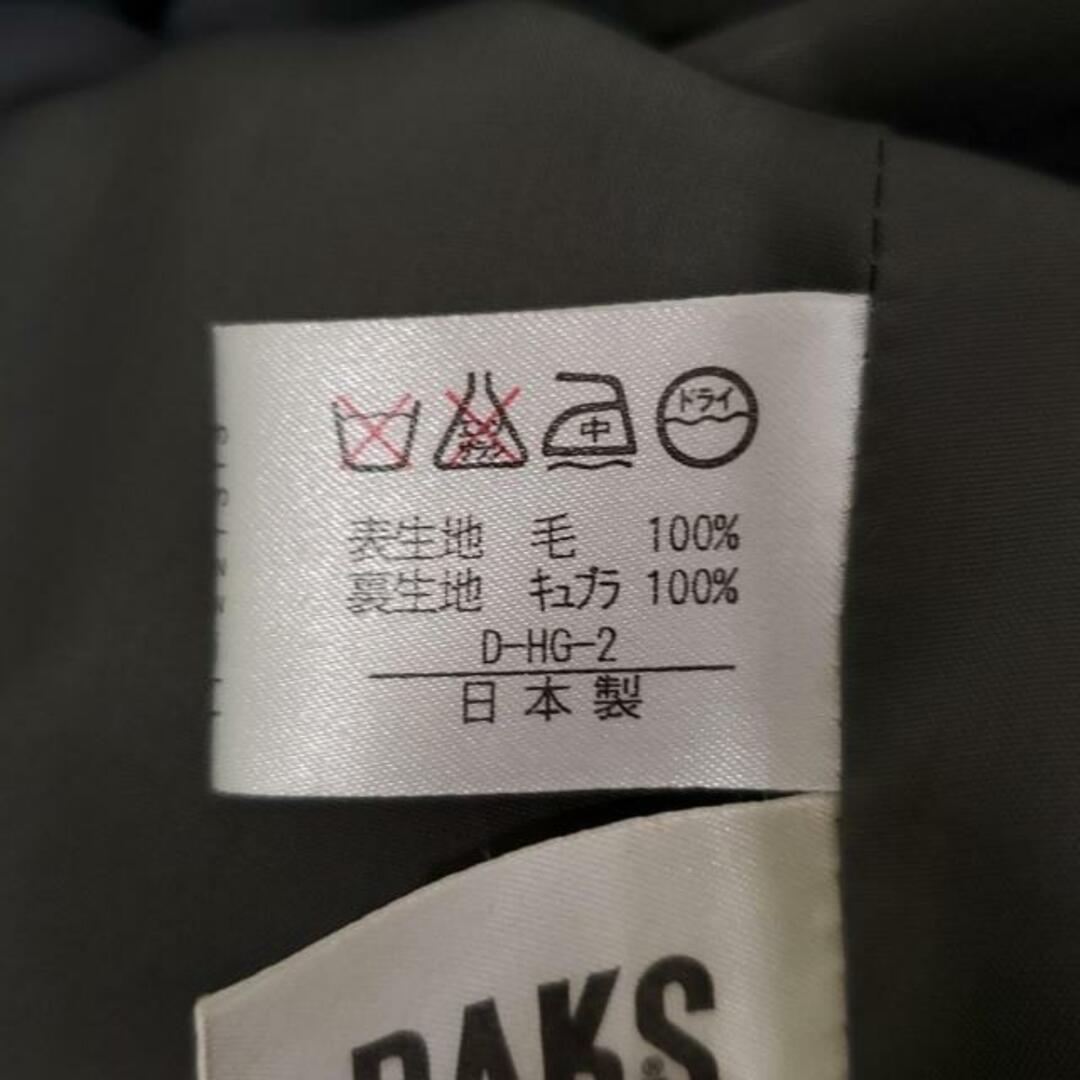 中 ドライ
表生地 毛 100%
裏生地 キュプラ 100%
D-HG-2
日本製
DAKS